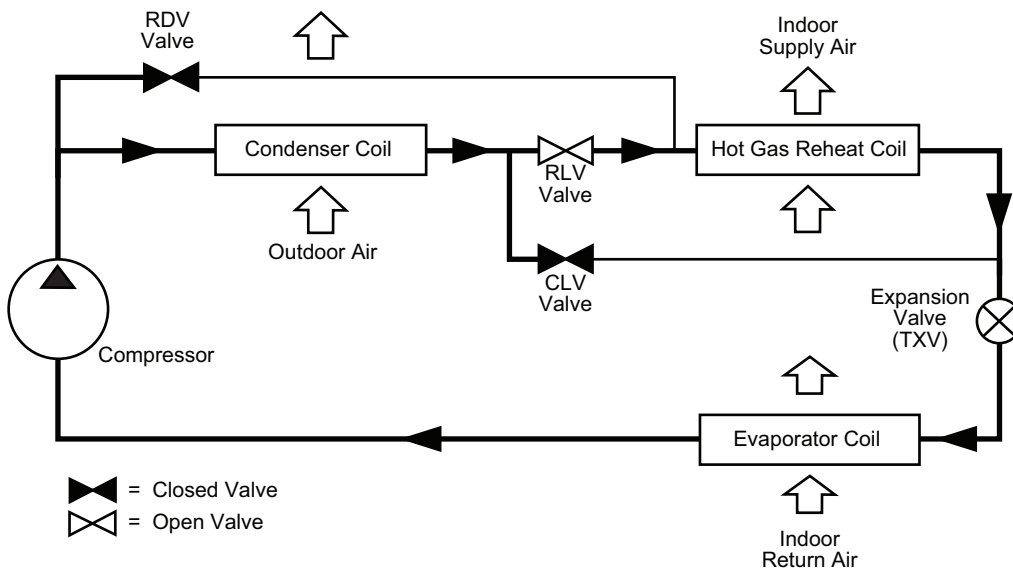 RDV
Valve
Indoor
Supply Air
Condenser Coil
Hot Gas Reheat Coil
RLV
Valve
Outdoor Air
CLV
Valve
Expansion
Valve
(TXV)
Compressor
Evaporator Coil
= Closed Valve
= Open Valve
Indoor
Return Air